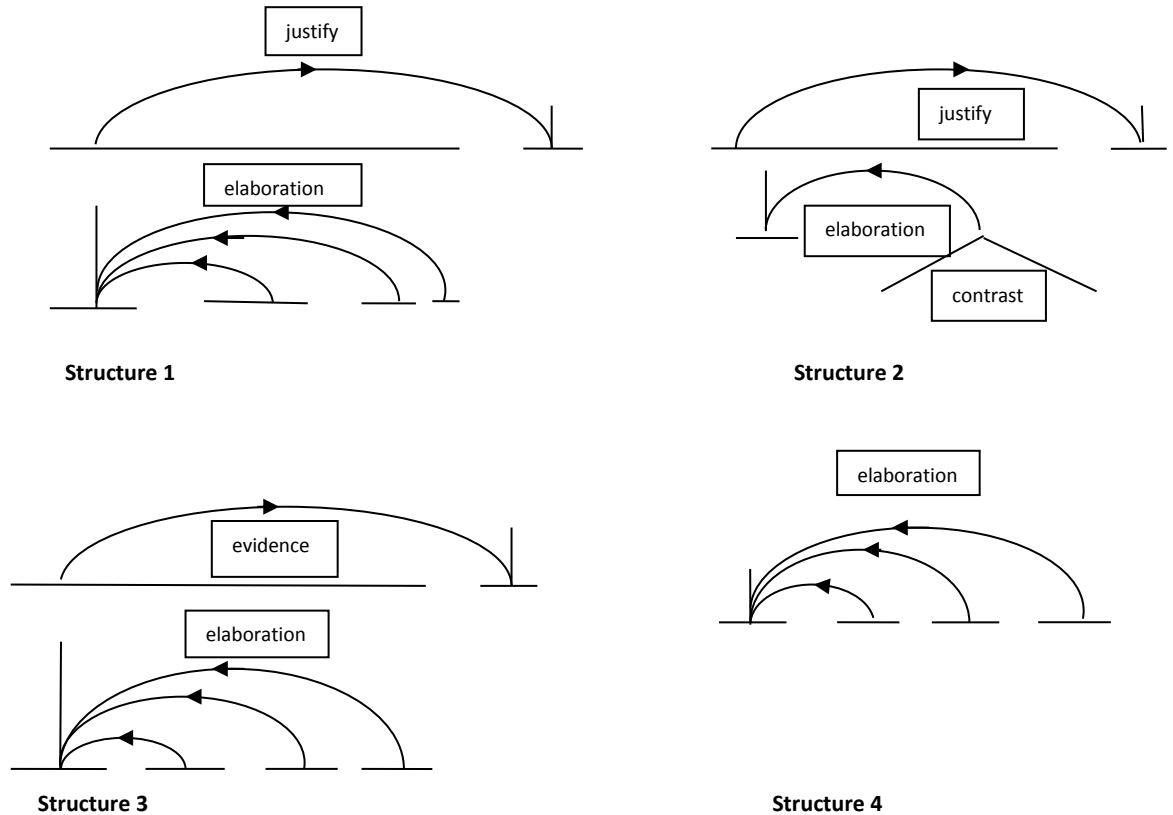 justify
elaboration
Structure 1
justify
elaboration
contrast
Structure 2
evidence
elaboration
Structure 3
elaboration
Structure 4